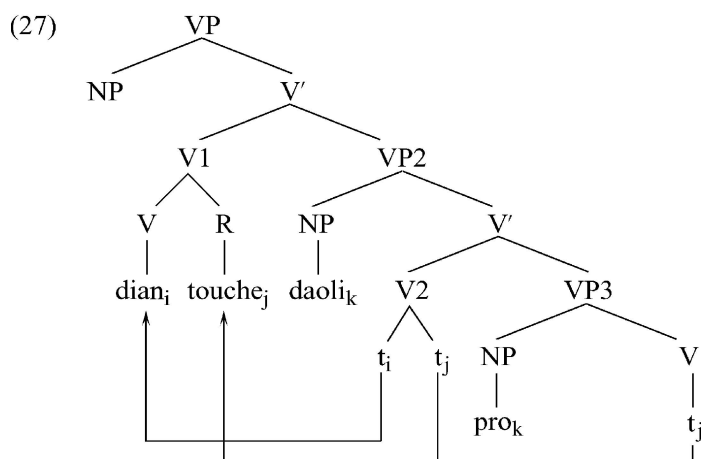 (27) VP
NP V′
V1 VP2
V R NP V′
dianᵢ toucheⱼ daoliₖ V2 VP3
tᵢ tⱼ NP V
proₖ tⱼ